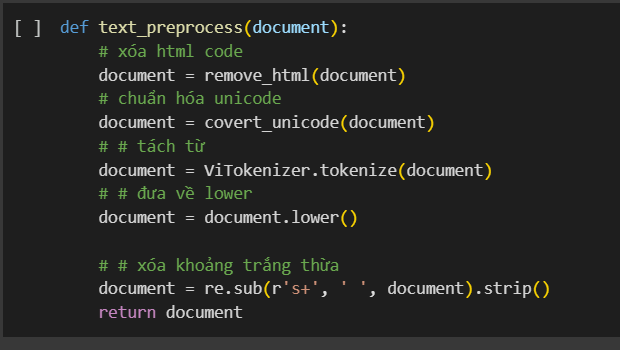 [ ] def text_preprocess(document):
# xóa html code
document = remove_html(document)
# chuẩn hóa unicode
document = covert_unicode(document)
# # tách từ
document = ViTokenizer.tokenize(document)
# # đưa về lower
document = document.lower()
# # xóa khoảng trắng thừa
document = re.sub(r's+', ' ', document).strip()
return document